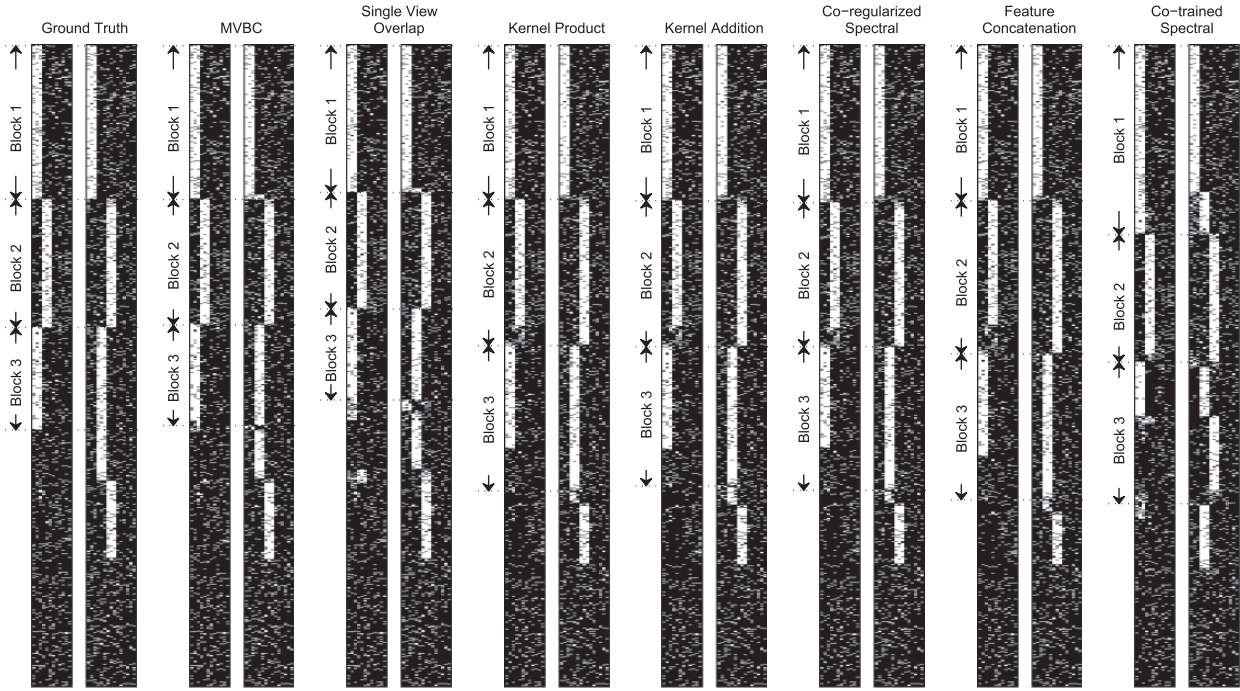 Ground Truth
MVBC
Single View
Overlap
Kernel Product
Kernel Addition
Co-regularized
Spectral
Feature
Concatenation
Co-trained
Spectral
Block 1
Block 2
Block 3
Block 1
Block 2
Block 3
Block 1
Block 2
Block 3
Block 1
Block 2
Block 3
Block 1
Block 2
Block 3
Block 1
Block 2
Block 3
Block 1
Block 2
Block 3
Block 1
Block 2
Block 3